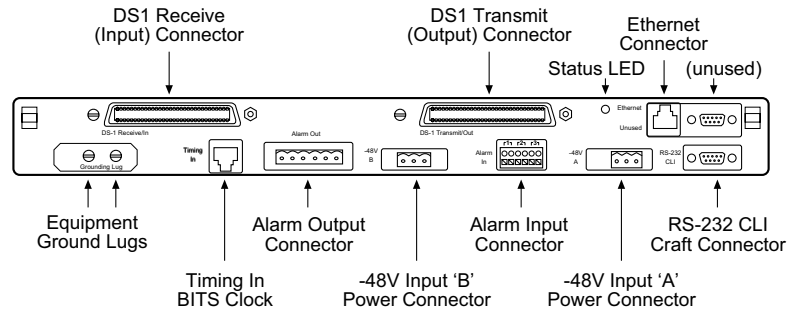 DS1 Receive
(Input) Connector
DS1 Transmit
(Output) Connector
Ethernet
Connector
Status LED
(unused)
DS-1 Receive/In
DS-1 Transmit/Out
Ethernet
Unused
Grounding Lug
Timing
In
Alarm Out
-48V
B
Alarm
In
1 2 3
-48V
A
RS-232
CLI
Equipment
Ground Lugs
Alarm Output
Connector
Alarm Input
Connector
RS-232 CLI
Craft Connector
Timing In
BITS Clock
-48V Input ‘B’
Power Connector
-48V Input ‘A’
Power Connector